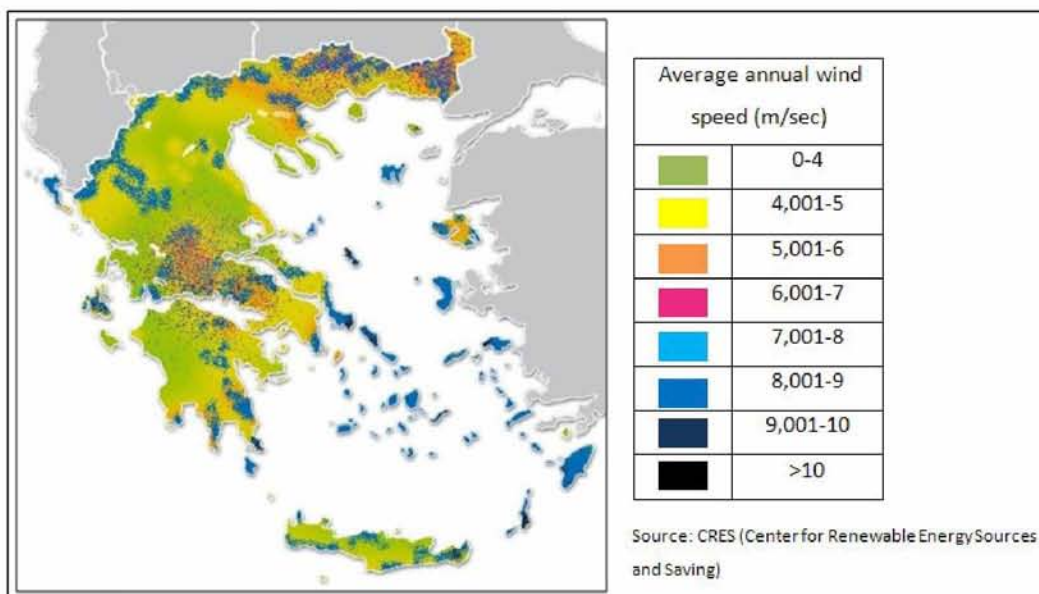 Average annual wind
speed (m/sec)
0-4
4,001-5
5,001-6
6,001-7
7,001-8
8,001-9
9,001-10
>10
Source: CRES (Center for Renewable Energy Sources
and Saving)